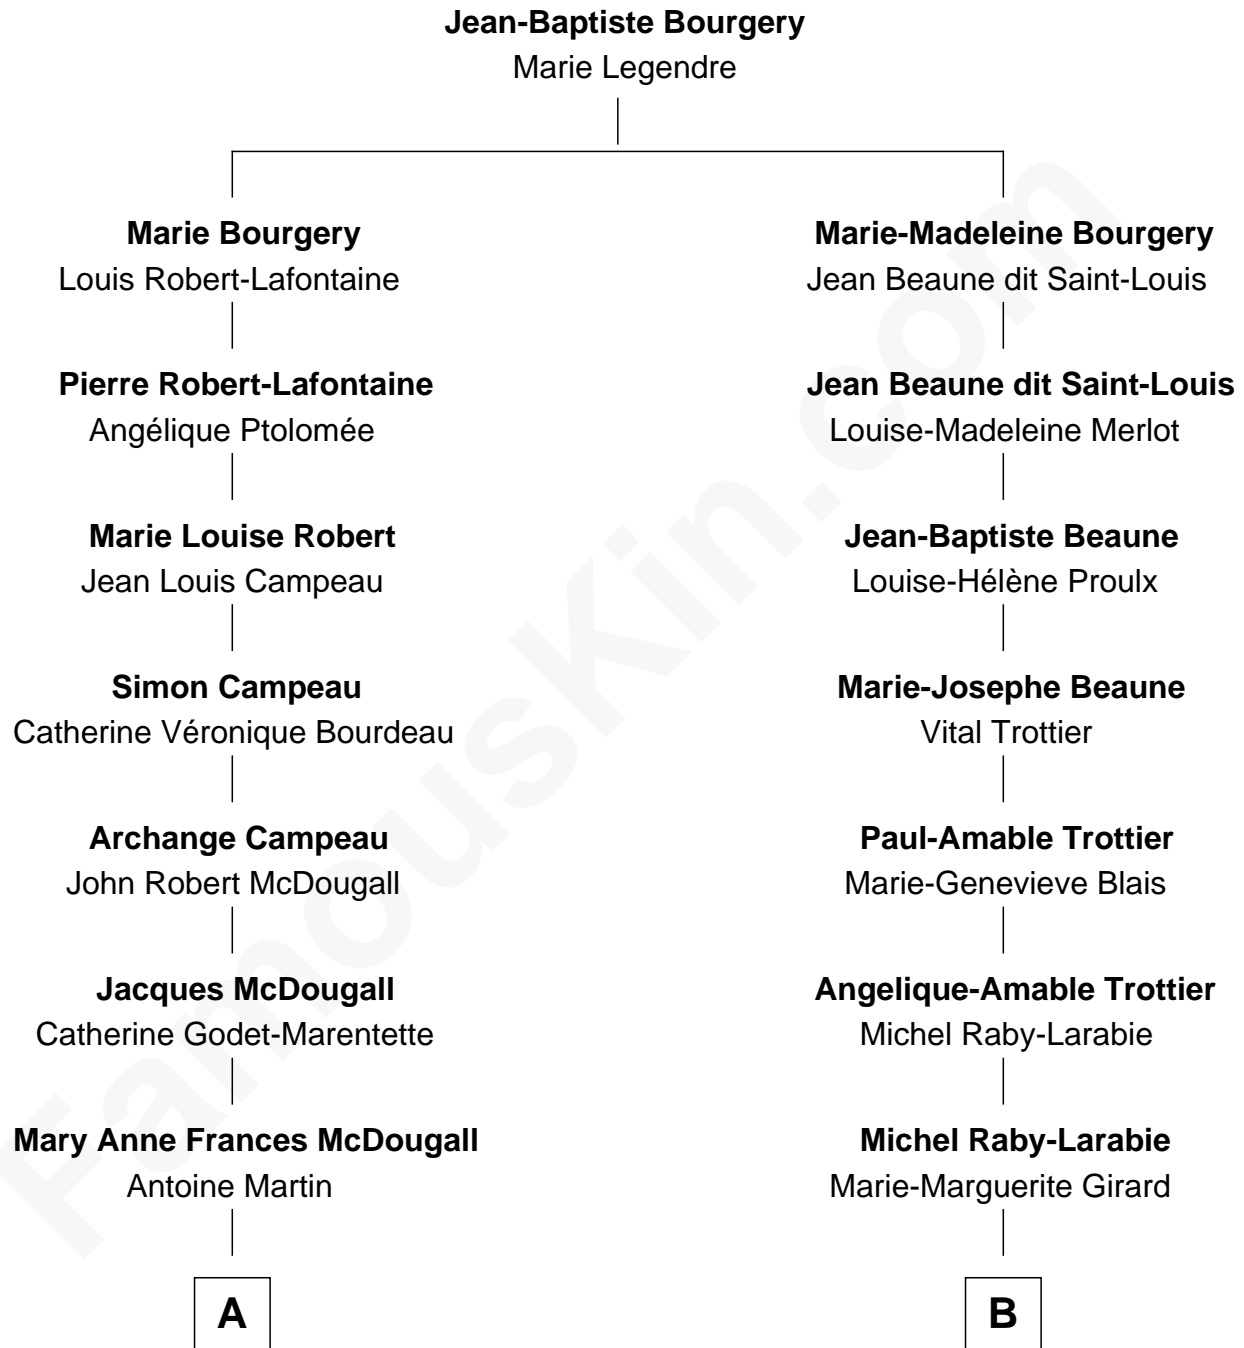 Jean-Baptiste Bourgery
Marie Legendre
Marie Bourgery
Louis Robert-Lafontaine
Pierre Robert-Lafontaine
Angélique Ptolomée
Marie Louise Robert
Jean Louis Campeau
Simon Campeau
Catherine Véronique Bourdeau
Archange Campeau
John Robert McDougall
Jacques McDougall
Catherine Godet-Marentette
Mary Anne Frances McDougall
Antoine Martin
A
Marie-Madeleine Bourgery
Jean Beaune dit Saint-Louis
Jean Beaune dit Saint-Louis
Louise-Madeleine Merlot
Jean-Baptiste Beaune
Louise-Hélène Proulx
Marie-Josephe Beaune
Vital Trottier
Paul-Amable Trottier
Marie-Genevieve Blais
Angelique-Amable Trottier
Michel Raby-Larabie
Michel Raby-Larabie
Marie-Marguerite Girard
B
FamousKin.com